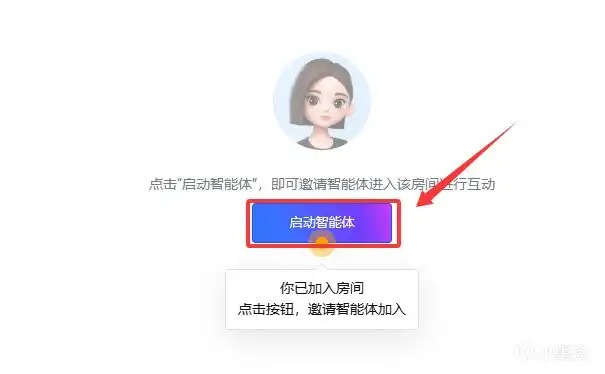 点击“启动智能体”，即可邀请智能体进入该房间进行互动
启动智能体
你已加入房间
点击按钮，邀请智能体加入